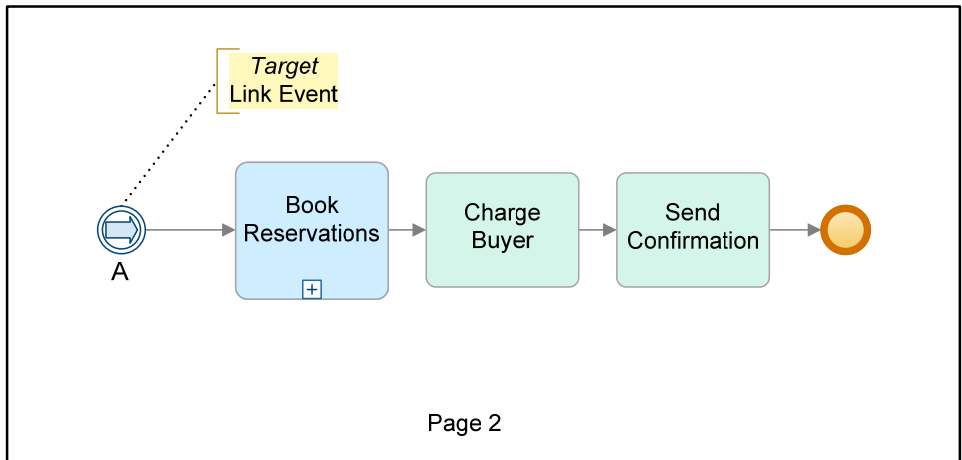 Target
Link Event
A
Book
Reservations
Charge
Buyer
Send
Confirmation
Page 2